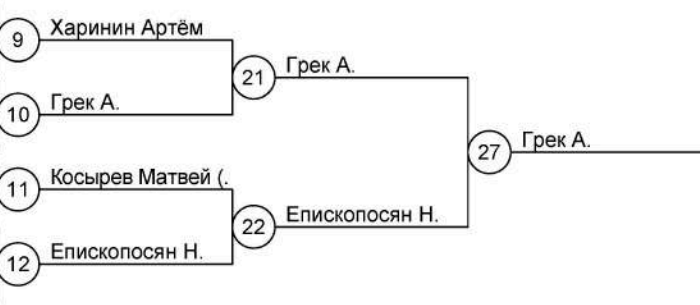 9 Харинин Артём
21 Грек А.
10 Грек А.
27 Грек А.
11 Косырев Матвей (.
22 Епископосян Н.
12 Епископосян Н.